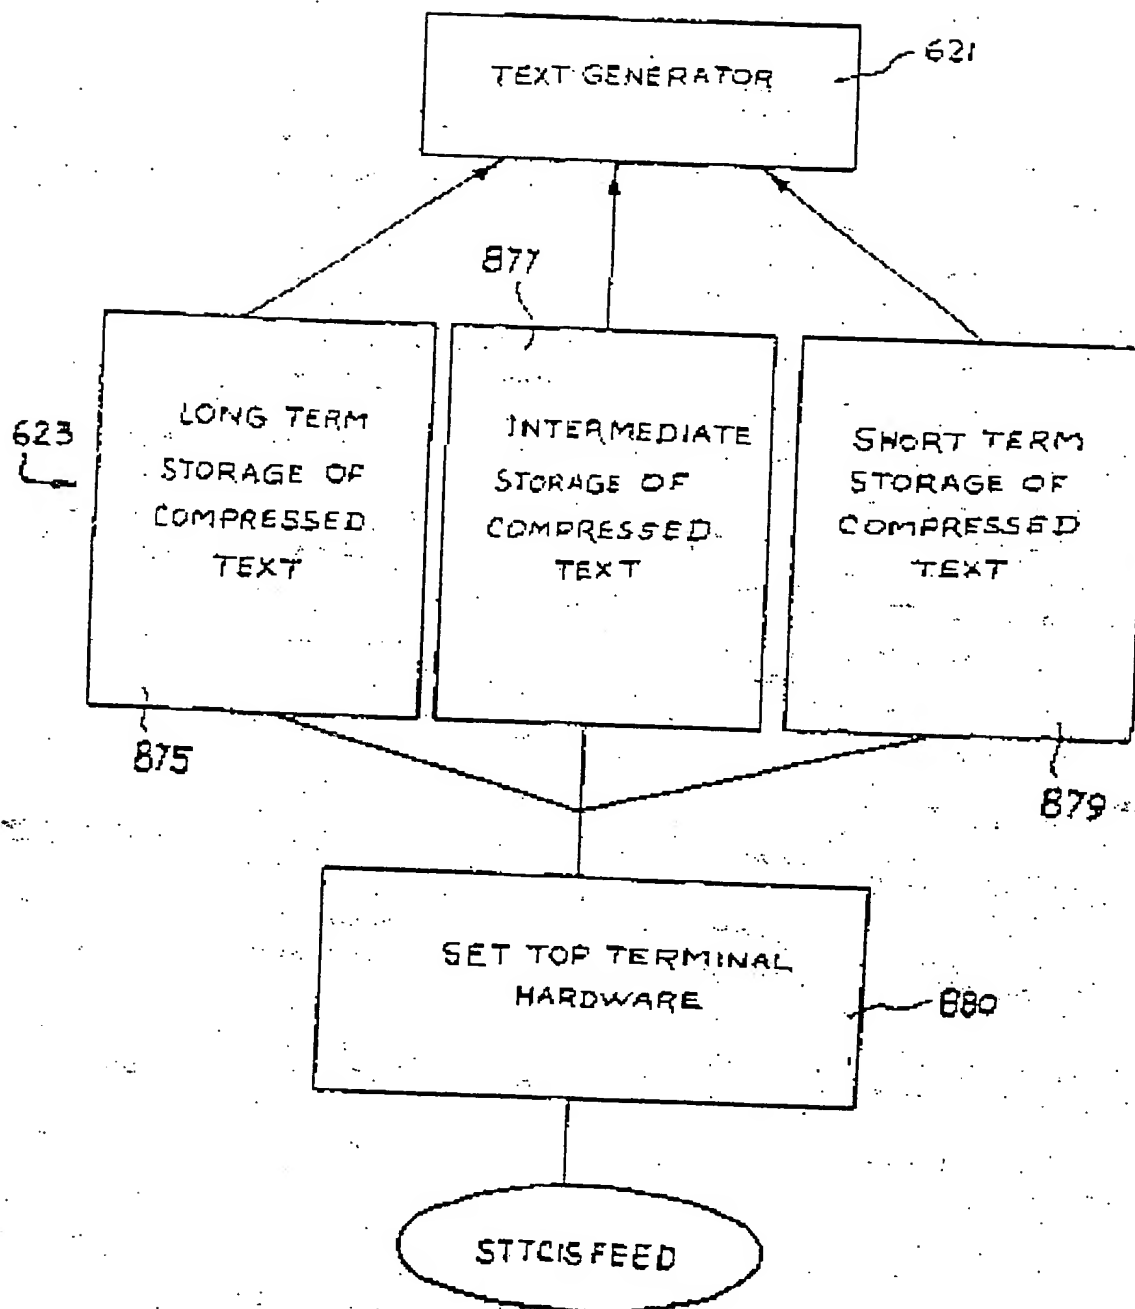 TEXT GENERATOR
621
877
623
LONG TERM
STORAGE OF
COMPRESSED
TEXT
INTERMEDIATE
STORAGE OF
COMPRESSED
TEXT
SHORT TERM
STORAGE OF
COMPRESSED
TEXT
875
879
SET TOP TERMINAL
HARDWARE
880
STTCIS FEED